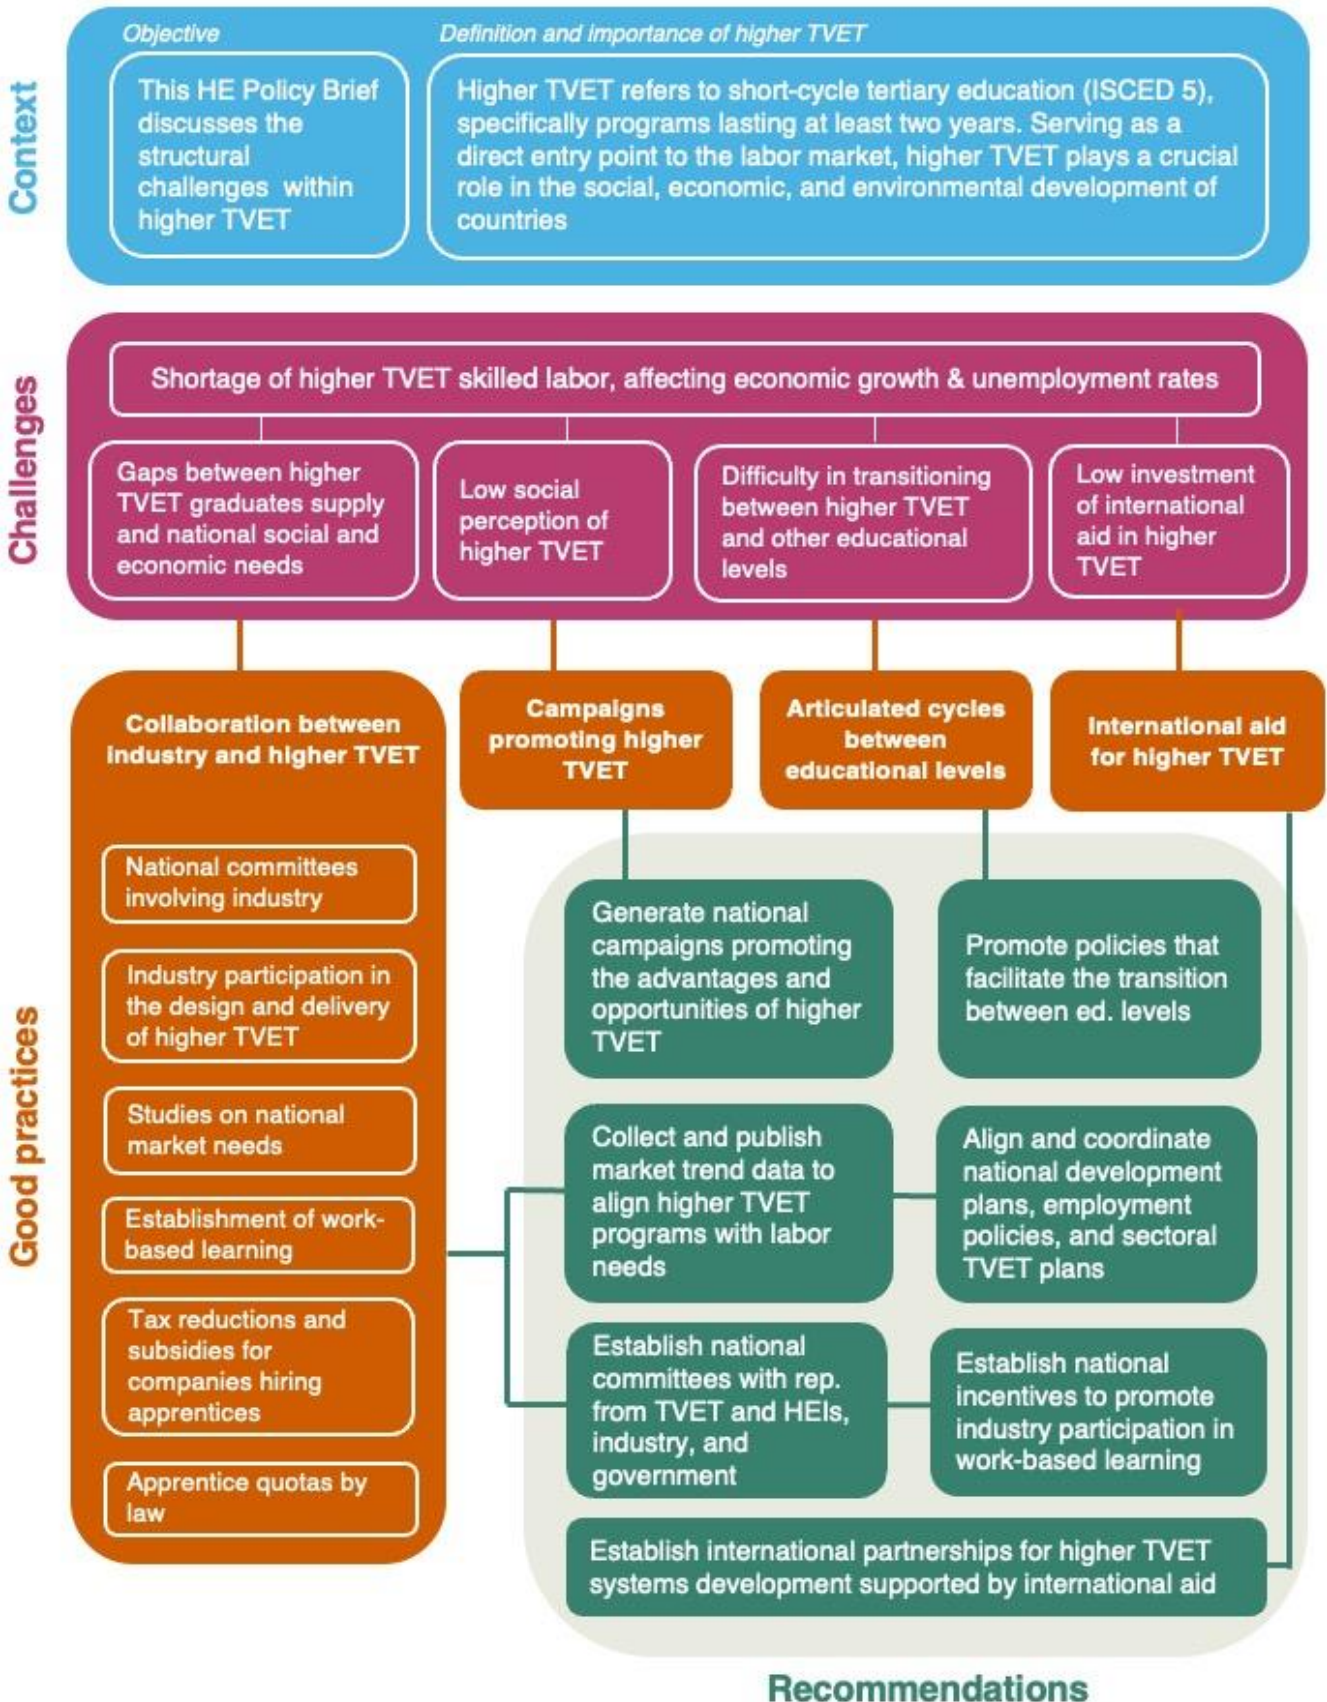 Context
Objective
This HE Policy Brief
discusses the
structural
challenges within
higher TVET
Definition and importance of higher TVET
Higher TVET refers to short-cycle tertiary education (ISCED 5),
specifically programs lasting at least two years. Serving as a
direct entry point to the labor market, higher TVET plays a crucial
role in the social, economic, and environmental development of
countries
Challenges
Shortage of higher TVET skilled labor, affecting economic growth & unemployment rates
Gaps between higher
TVET graduates supply
and national social and
economic needs
Low social
perception of
higher TVET
Difficulty in transitioning
between higher TVET
and other educational
levels
Low investment
of international
aid in higher
TVET
Good practices
Collaboration between
industry and higher TVET
National committees
involving industry
Industry participation in
the design and delivery
of higher TVET
Studies on national
market needs
Establishment of work-
based learning
Tax reductions and
subsidies for
companies hiring
apprentices
Apprentice quotas by
law
Campaigns
promoting higher
TVET
Articulated cycles
between
educational levels
International aid
for higher TVET
Generate national
campaigns promoting
the advantages and
opportunities of higher
TVET
Promote policies that
facilitate the transition
between ed. levels
Collect and publish
market trend data to
align higher TVET
programs with labor
needs
Align and coordinate
national development
plans, employment
policies, and sectoral
TVET plans
Establish national
committees with rep.
from TVET and HEIs,
industry, and
government
Establish national
incentives to promote
industry participation in
work-based learning
Establish international partnerships for higher TVET
systems development supported by international aid
Recommendations